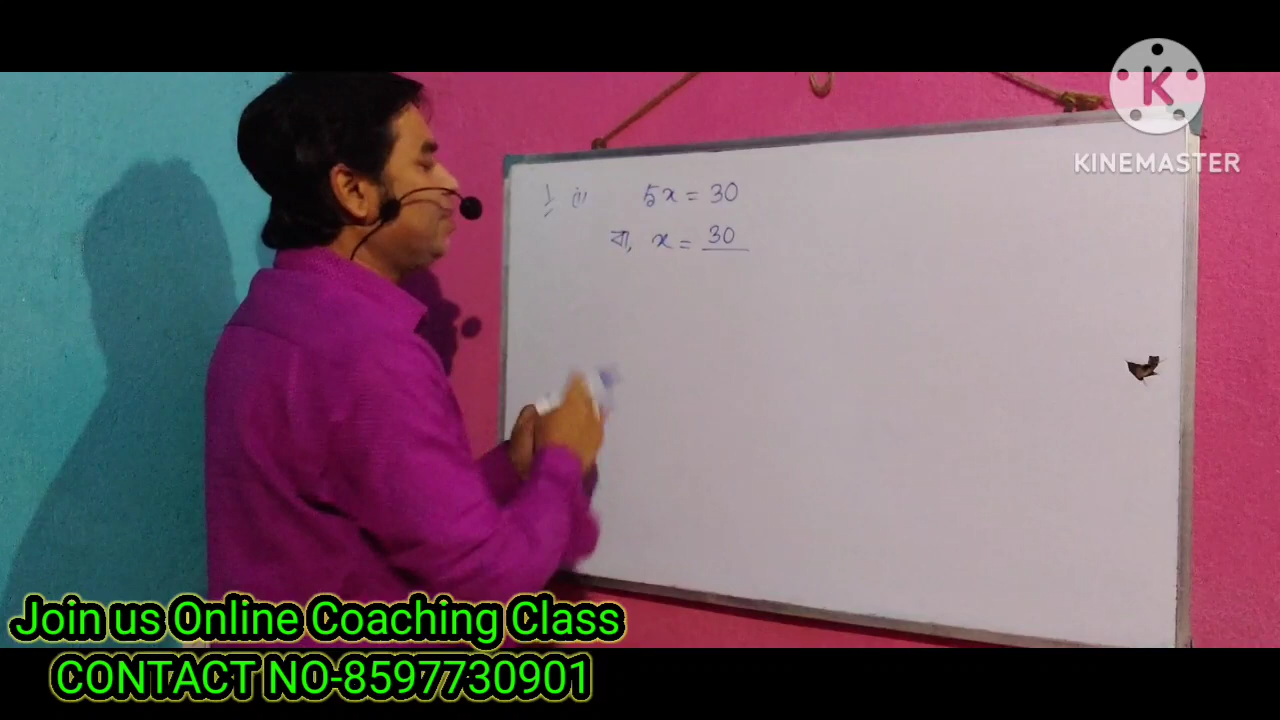 KINEMASTER
5x = 30
বা, x = 30
Join us Online Coaching Class
CONTACT NO-8597730901